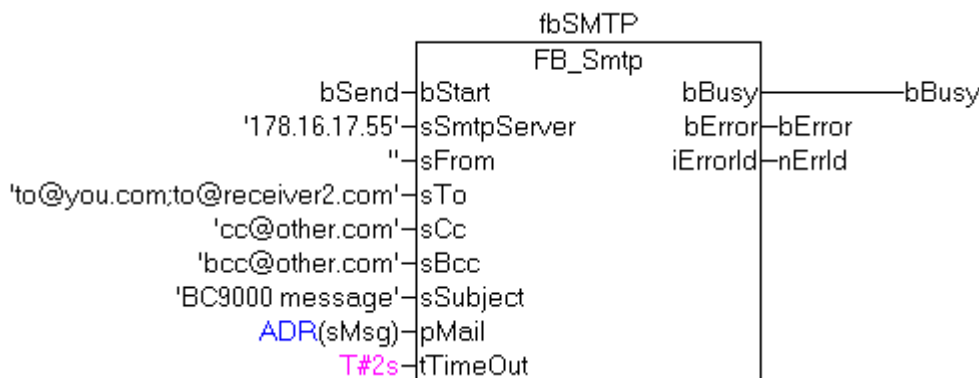 fbSMTP
FB_Smtp
bSend bStart bBusy bBusy
'178.16.17.55' sSmtpServer bError bError
'' sFrom iErrorId nErrId
'to@you.com;to@receiver2.com' sTo
'cc@other.com' sCc
'bcc@other.com' sBcc
'BC9000 message' sSubject
ADR(sMsg) pMail
T#2s tTimeOut